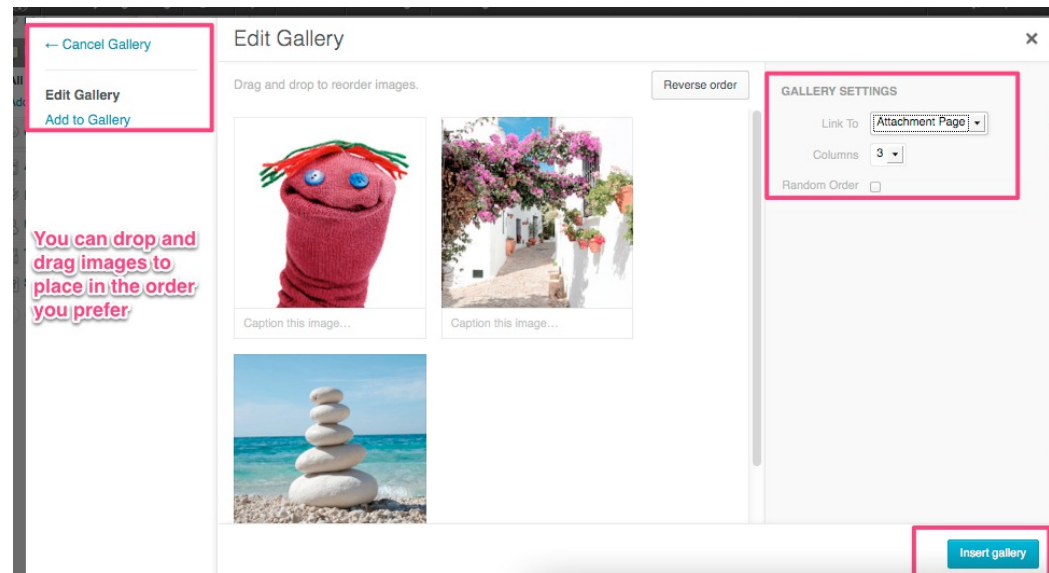 ← Cancel Gallery
Edit Gallery
Add to Gallery
You can drop and
drag images to
place in the order
you prefer
Edit Gallery
×
Drag and drop to reorder images.
Reverse order
Caption this image...
Caption this image...
GALLERY SETTINGS
Link To Attachment Page
Columns 3
Random Order
Insert gallery